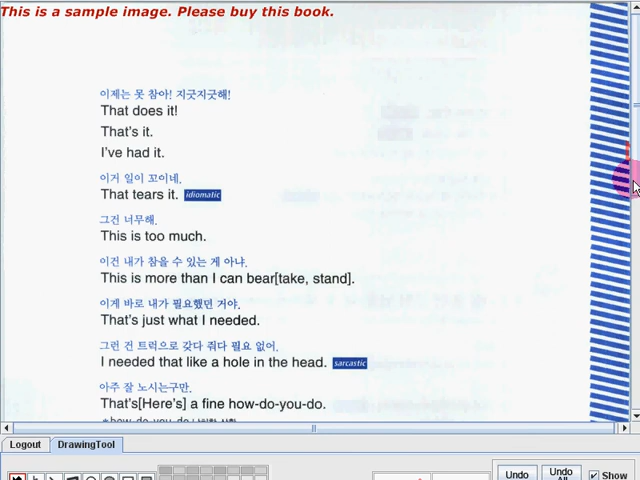 This is a sample image. Please buy this book.
이제는 못 참아! 지긋지긋해!
That does it!
That's it.
I've had it.
이거 일이 꼬이네.
That tears it. idiomatic
그건 너무해.
This is too much.
이건 내가 참을 수 있는 게 아냐.
This is more than I can bear[take, stand].
이게 바로 내가 필요했던 거야.
That's just what I needed.
그런 건 트럭으로 갖다 줘다 필요 없어.
I needed that like a hole in the head. sarcastic
아주 잘 노시는구만.
That's[Here's] a fine how-do-you-do.
Logout DrawingTool
Undo Undo All Show